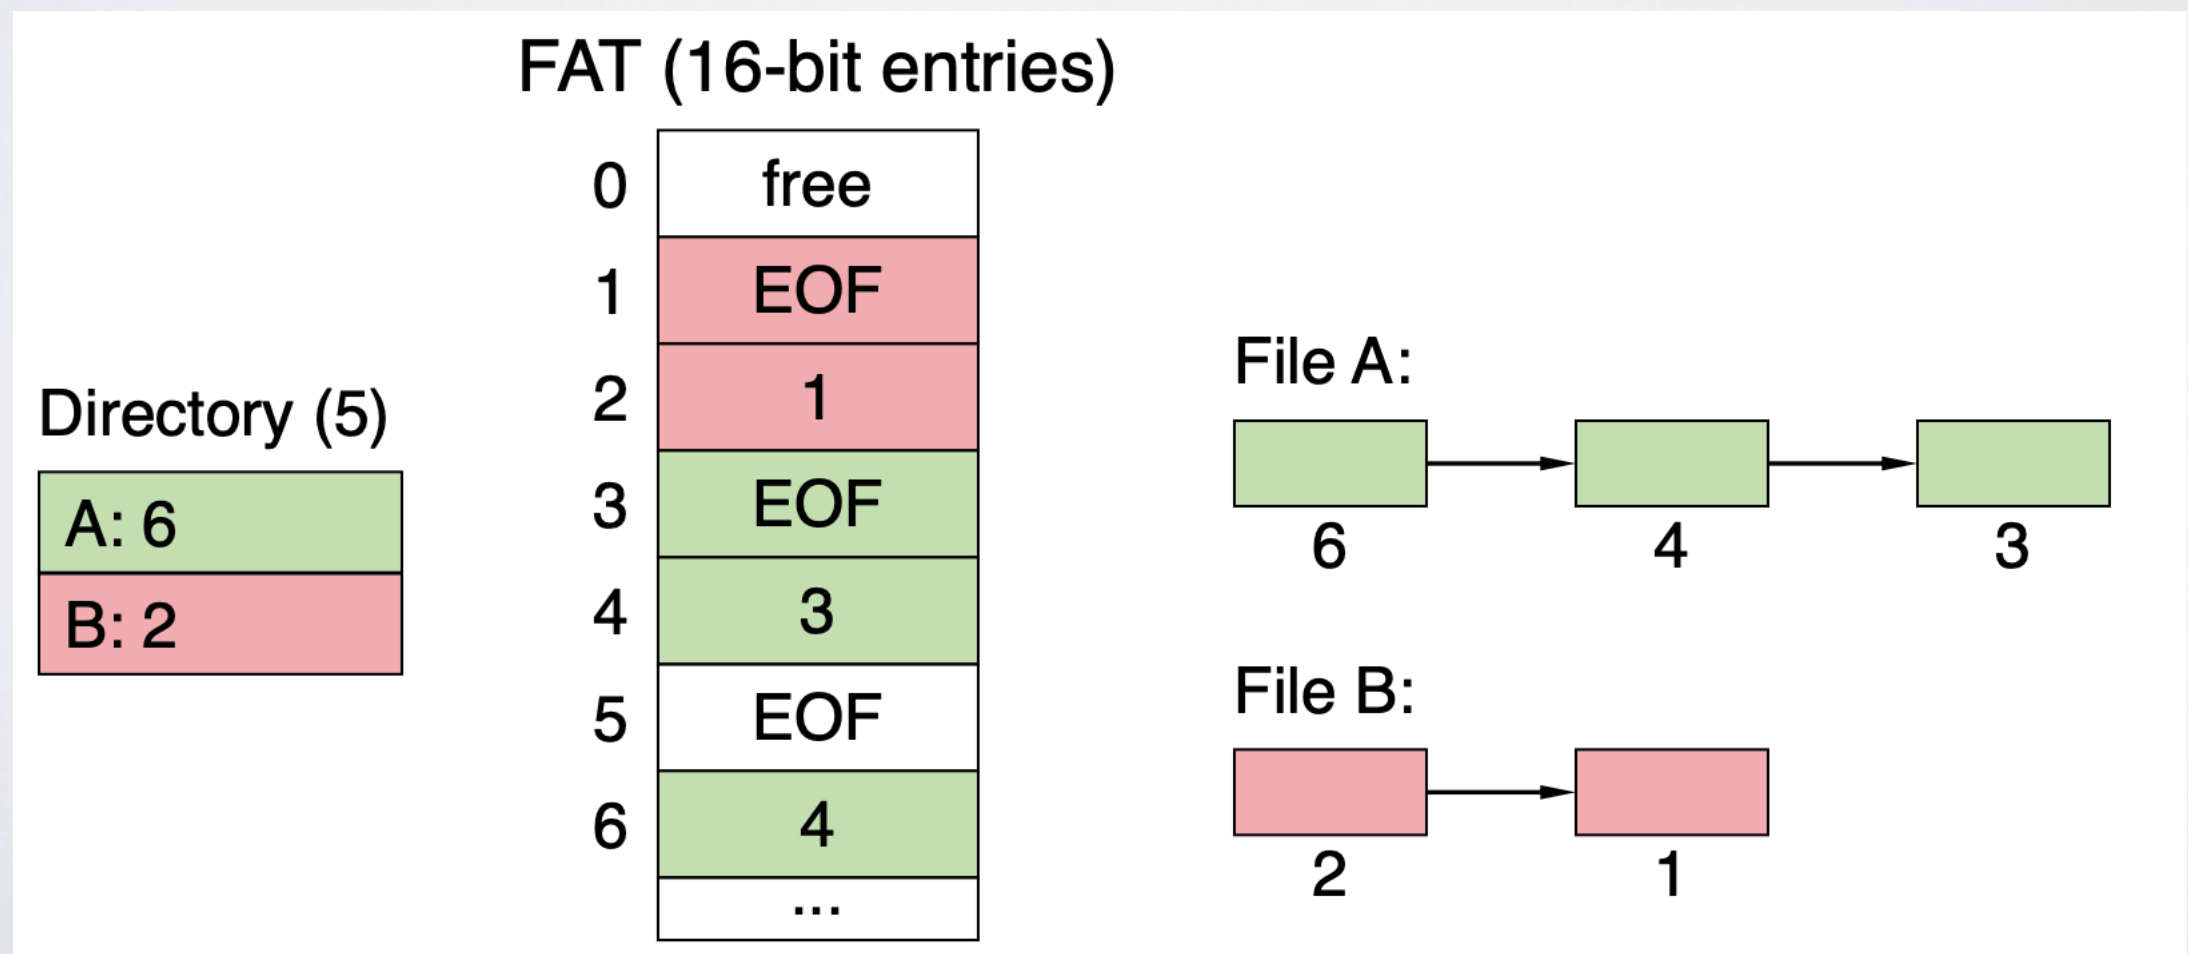 FAT (16-bit entries)
0 free
1 EOF
2 1
3 EOF
4 3
5 EOF
6 4
...
Directory (5)
A: 6
B: 2
File A:
6 4 3
File B:
2 1